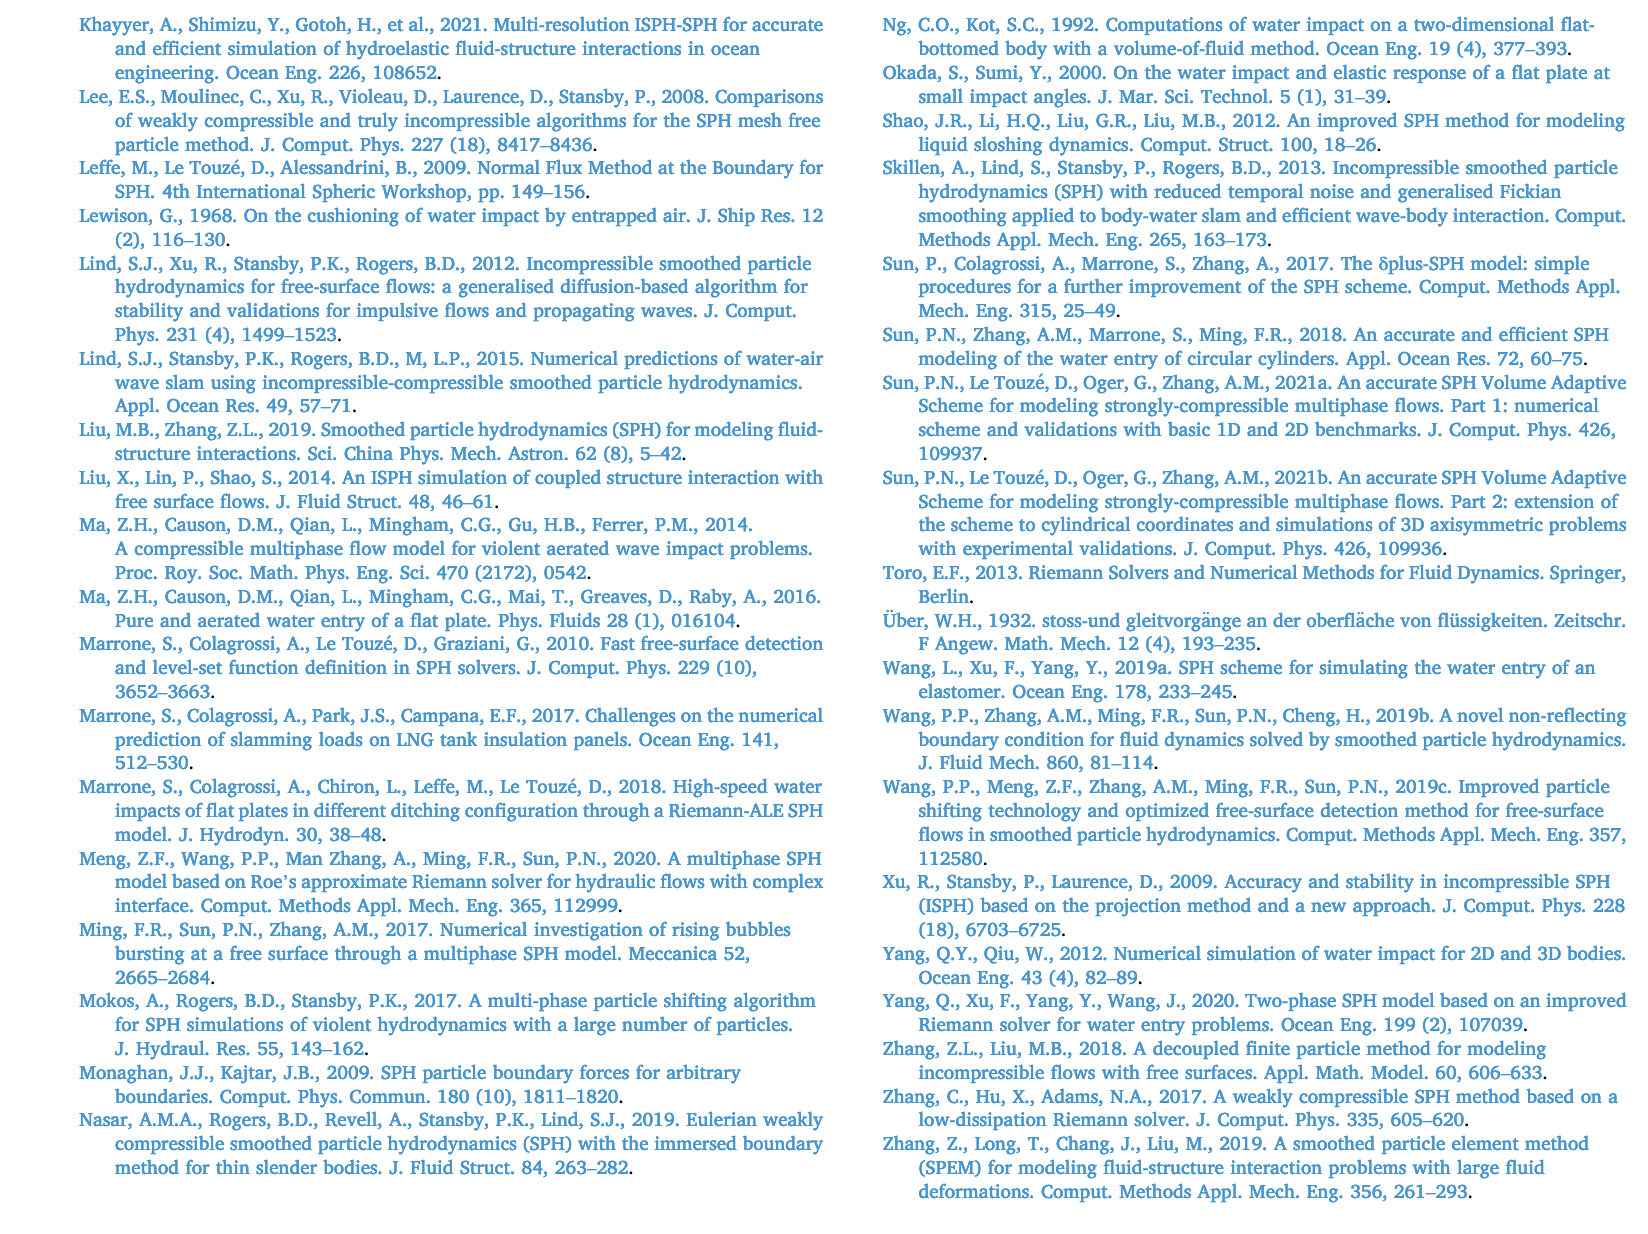 Khayyer, A., Shimizu, Y., Gotoh, H., et al., 2021. Multi-resolution ISPH-SPH for accurate
and efficient simulation of hydroelastic fluid-structure interactions in ocean
engineering. Ocean Eng. 226, 108652.
Lee, E.S., Moulinec, C., Xu, R., Violeau, D., Laurence, D., Stansby, P., 2008. Comparisons
of weakly compressible and truly incompressible algorithms for the SPH mesh free
particle method. J. Comput. Phys. 227 (18), 8417–8436.
Leffe, M., Le Touzé, D., Alessandrini, B., 2009. Normal Flux Method at the Boundary for
SPH. 4th International Spheric Workshop, pp. 149–156.
Lewison, G., 1968. On the cushioning of water impact by entrapped air. J. Ship Res. 12
(2), 116–130.
Lind, S.J., Xu, R., Stansby, P.K., Rogers, B.D., 2012. Incompressible smoothed particle
hydrodynamics for free-surface flows: a generalised diffusion-based algorithm for
stability and validations for impulsive flows and propagating waves. J. Comput.
Phys. 231 (4), 1499–1523.
Lind, S.J., Stansby, P.K., Rogers, B.D., M, L.P., 2015. Numerical predictions of water-air
wave slam using incompressible-compressible smoothed particle hydrodynamics.
Appl. Ocean Res. 49, 57–71.
Liu, M.B., Zhang, Z.L., 2019. Smoothed particle hydrodynamics (SPH) for modeling fluid-
structure interactions. Sci. China Phys. Mech. Astron. 62 (8), 5–42.
Liu, X., Lin, P., Shao, S., 2014. An ISPH simulation of coupled structure interaction with
free surface flows. J. Fluid Struct. 48, 46–61.
Ma, Z.H., Causon, D.M., Qian, L., Mingham, C.G., Gu, H.B., Ferrer, P.M., 2014.
A compressible multiphase flow model for violent aerated wave impact problems.
Proc. Roy. Soc. Math. Phys. Eng. Sci. 470 (2172), 0542.
Ma, Z.H., Causon, D.M., Qian, L., Mingham, C.G., Mai, T., Greaves, D., Raby, A., 2016.
Pure and aerated water entry of a flat plate. Phys. Fluids 28 (1), 016104.
Marrone, S., Colagrossi, A., Le Touzé, D., Graziani, G., 2010. Fast free-surface detection
and level-set function definition in SPH solvers. J. Comput. Phys. 229 (10),
3652–3663.
Marrone, S., Colagrossi, A., Park, J.S., Campana, E.F., 2017. Challenges on the numerical
prediction of slamming loads on LNG tank insulation panels. Ocean Eng. 141,
512–530.
Marrone, S., Colagrossi, A., Chiron, L., Leffe, M., Le Touzé, D., 2018. High-speed water
impacts of flat plates in different ditching configuration through a Riemann-ALE SPH
model. J. Hydrodyn. 30, 38–48.
Meng, Z.F., Wang, P.P., Man Zhang, A., Ming, F.R., Sun, P.N., 2020. A multiphase SPH
model based on Roe's approximate Riemann solver for hydraulic flows with complex
interface. Comput. Methods Appl. Mech. Eng. 365, 112999.
Ming, F.R., Sun, P.N., Zhang, A.M., 2017. Numerical investigation of rising bubbles
bursting at a free surface through a multiphase SPH model. Meccanica 52,
2665–2684.
Mokos, A., Rogers, B.D., Stansby, P.K., 2017. A multi-phase particle shifting algorithm
for SPH simulations of violent hydrodynamics with a large number of particles.
J. Hydraul. Res. 55, 143–162.
Monaghan, J.J., Kajtar, J.B., 2009. SPH particle boundary forces for arbitrary
boundaries. Comput. Phys. Commun. 180 (10), 1811–1820.
Nasar, A.M.A., Rogers, B.D., Revell, A., Stansby, P.K., Lind, S.J., 2019. Eulerian weakly
compressible smoothed particle hydrodynamics (SPH) with the immersed boundary
method for thin slender bodies. J. Fluid Struct. 84, 263–282.
Ng, C.O., Kot, S.C., 1992. Computations of water impact on a two-dimensional flat-
bottomed body with a volume-of-fluid method. Ocean Eng. 19 (4), 377–393.
Okada, S., Sumi, Y., 2000. On the water impact and elastic response of a flat plate at
small impact angles. J. Mar. Sci. Technol. 5 (1), 31–39.
Shao, J.R., Li, H.Q., Liu, G.R., Liu, M.B., 2012. An improved SPH method for modeling
liquid sloshing dynamics. Comput. Struct. 100, 18–26.
Skillen, A., Lind, S., Stansby, P., Rogers, B.D., 2013. Incompressible smoothed particle
hydrodynamics (SPH) with reduced temporal noise and generalised Fickian
smoothing applied to body-water slam and efficient wave-body interaction. Comput.
Methods Appl. Mech. Eng. 265, 163–173.
Sun, P., Colagrossi, A., Marrone, S., Zhang, A., 2017. The δplus-SPH model: simple
procedures for a further improvement of the SPH scheme. Comput. Methods Appl.
Mech. Eng. 315, 25–49.
Sun, P.N., Zhang, A.M., Marrone, S., Ming, F.R., 2018. An accurate and efficient SPH
modeling of the water entry of circular cylinders. Appl. Ocean Res. 72, 60–75.
Sun, P.N., Le Touzé, D., Oger, G., Zhang, A.M., 2021a. An accurate SPH Volume Adaptive
Scheme for modeling strongly-compressible multiphase flows. Part 1: numerical
scheme and validations with basic 1D and 2D benchmarks. J. Comput. Phys. 426,
109937.
Sun, P.N., Le Touzé, D., Oger, G., Zhang, A.M., 2021b. An accurate SPH Volume Adaptive
Scheme for modeling strongly-compressible multiphase flows. Part 2: extension of
the scheme to cylindrical coordinates and simulations of 3D axisymmetric problems
with experimental validations. J. Comput. Phys. 426, 109936.
Toro, E.F., 2013. Riemann Solvers and Numerical Methods for Fluid Dynamics. Springer,
Berlin.
Über, W.H., 1932. stoss-und gleitvorgänge an der oberfläche von flüssigkeiten. Zeitschr.
F Angew. Math. Mech. 12 (4), 193–235.
Wang, L., Xu, F., Yang, Y., 2019a. SPH scheme for simulating the water entry of an
elastomer. Ocean Eng. 178, 233–245.
Wang, P.P., Zhang, A.M., Ming, F.R., Sun, P.N., Cheng, H., 2019b. A novel non-reflecting
boundary condition for fluid dynamics solved by smoothed particle hydrodynamics.
J. Fluid Mech. 860, 81–114.
Wang, P.P., Meng, Z.F., Zhang, A.M., Ming, F.R., Sun, P.N., 2019c. Improved particle
shifting technology and optimized free-surface detection method for free-surface
flows in smoothed particle hydrodynamics. Comput. Methods Appl. Mech. Eng. 357,
112580.
Xu, R., Stansby, P., Laurence, D., 2009. Accuracy and stability in incompressible SPH
(ISPH) based on the projection method and a new approach. J. Comput. Phys. 228
(18), 6703–6725.
Yang, Q.Y., Qiu, W., 2012. Numerical simulation of water impact for 2D and 3D bodies.
Ocean Eng. 43 (4), 82–89.
Yang, Q., Xu, F., Yang, Y., Wang, J., 2020. Two-phase SPH model based on an improved
Riemann solver for water entry problems. Ocean Eng. 199 (2), 107039.
Zhang, Z.L., Liu, M.B., 2018. A decoupled finite particle method for modeling
incompressible flows with free surfaces. Appl. Math. Model. 60, 606–633.
Zhang, C., Hu, X., Adams, N.A., 2017. A weakly compressible SPH method based on a
low-dissipation Riemann solver. J. Comput. Phys. 335, 605–620.
Zhang, Z., Long, T., Chang, J., Liu, M., 2019. A smoothed particle element method
(SPEM) for modeling fluid-structure interaction problems with large fluid
deformations. Comput. Methods Appl. Mech. Eng. 356, 261–293.